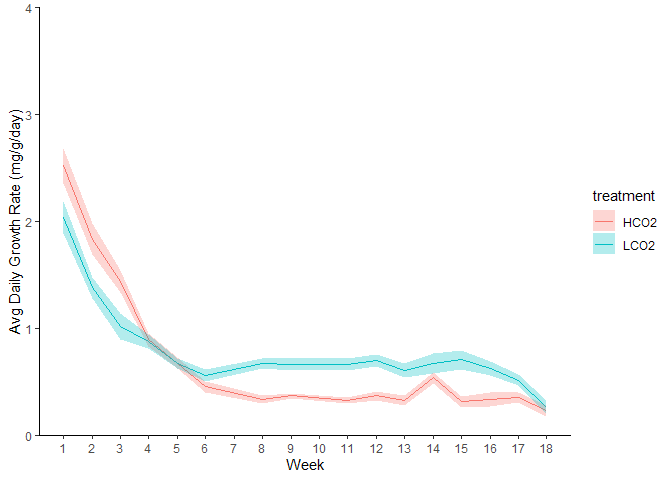 Avg Daily Growth Rate (mg/g/day)
4
3
2
1
0
1 2 3 4 5 6 7 8 9 10 11 12 13 14 15 16 17 18
Week
treatment
HCO2
LCO2